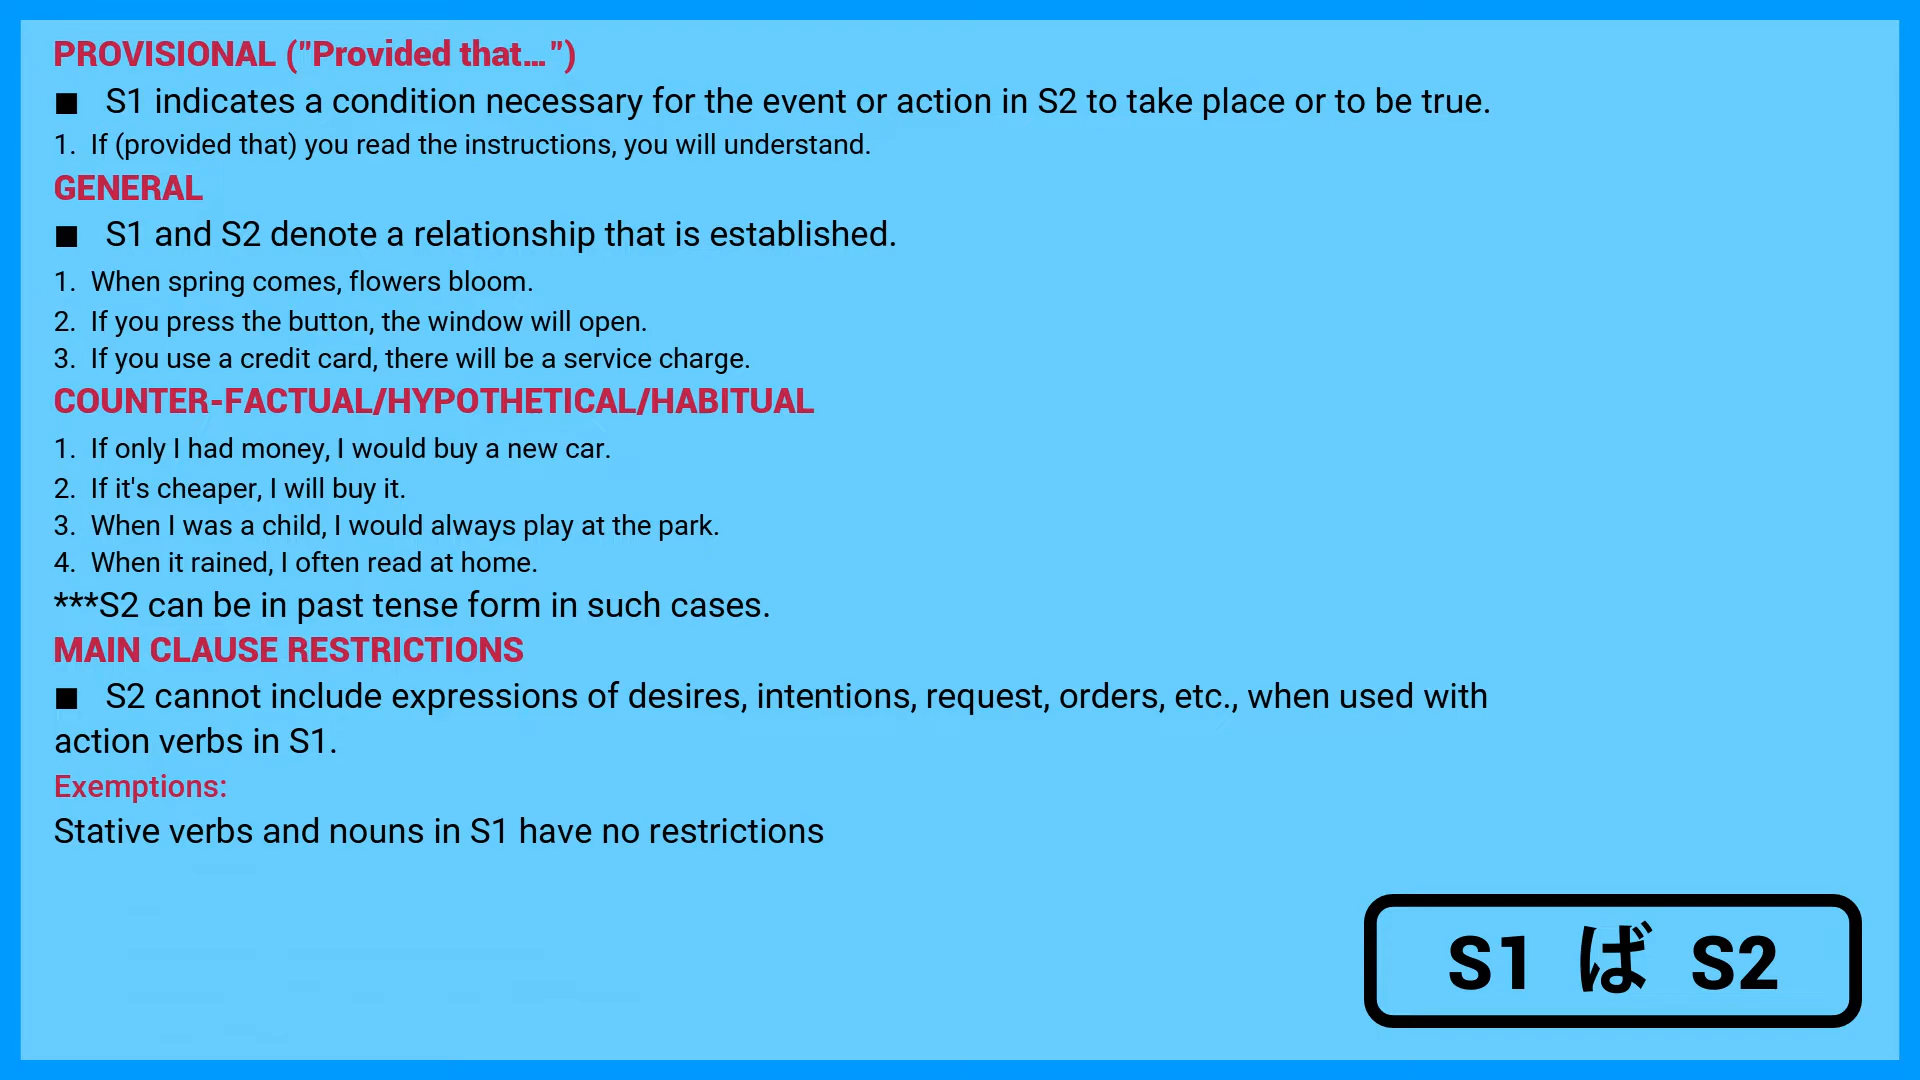 PROVISIONAL ("Provided that...")
■ S1 indicates a condition necessary for the event or action in S2 to take place or to be true.
1. If (provided that) you read the instructions, you will understand.
GENERAL
■ S1 and S2 denote a relationship that is established.
1. When spring comes, flowers bloom.
2. If you press the button, the window will open.
3. If you use a credit card, there will be a service charge.
COUNTER-FACTUAL/HYPOTHETICAL/HABITUAL
1. If only I had money, I would buy a new car.
2. If it's cheaper, I will buy it.
3. When I was a child, I would always play at the park.
4. When it rained, I often read at home.
***S2 can be in past tense form in such cases.
MAIN CLAUSE RESTRICTIONS
■ S2 cannot include expressions of desires, intentions, request, orders, etc., when used with
action verbs in S1.
Exemptions:
Stative verbs and nouns in S1 have no restrictions
S1 ば S2